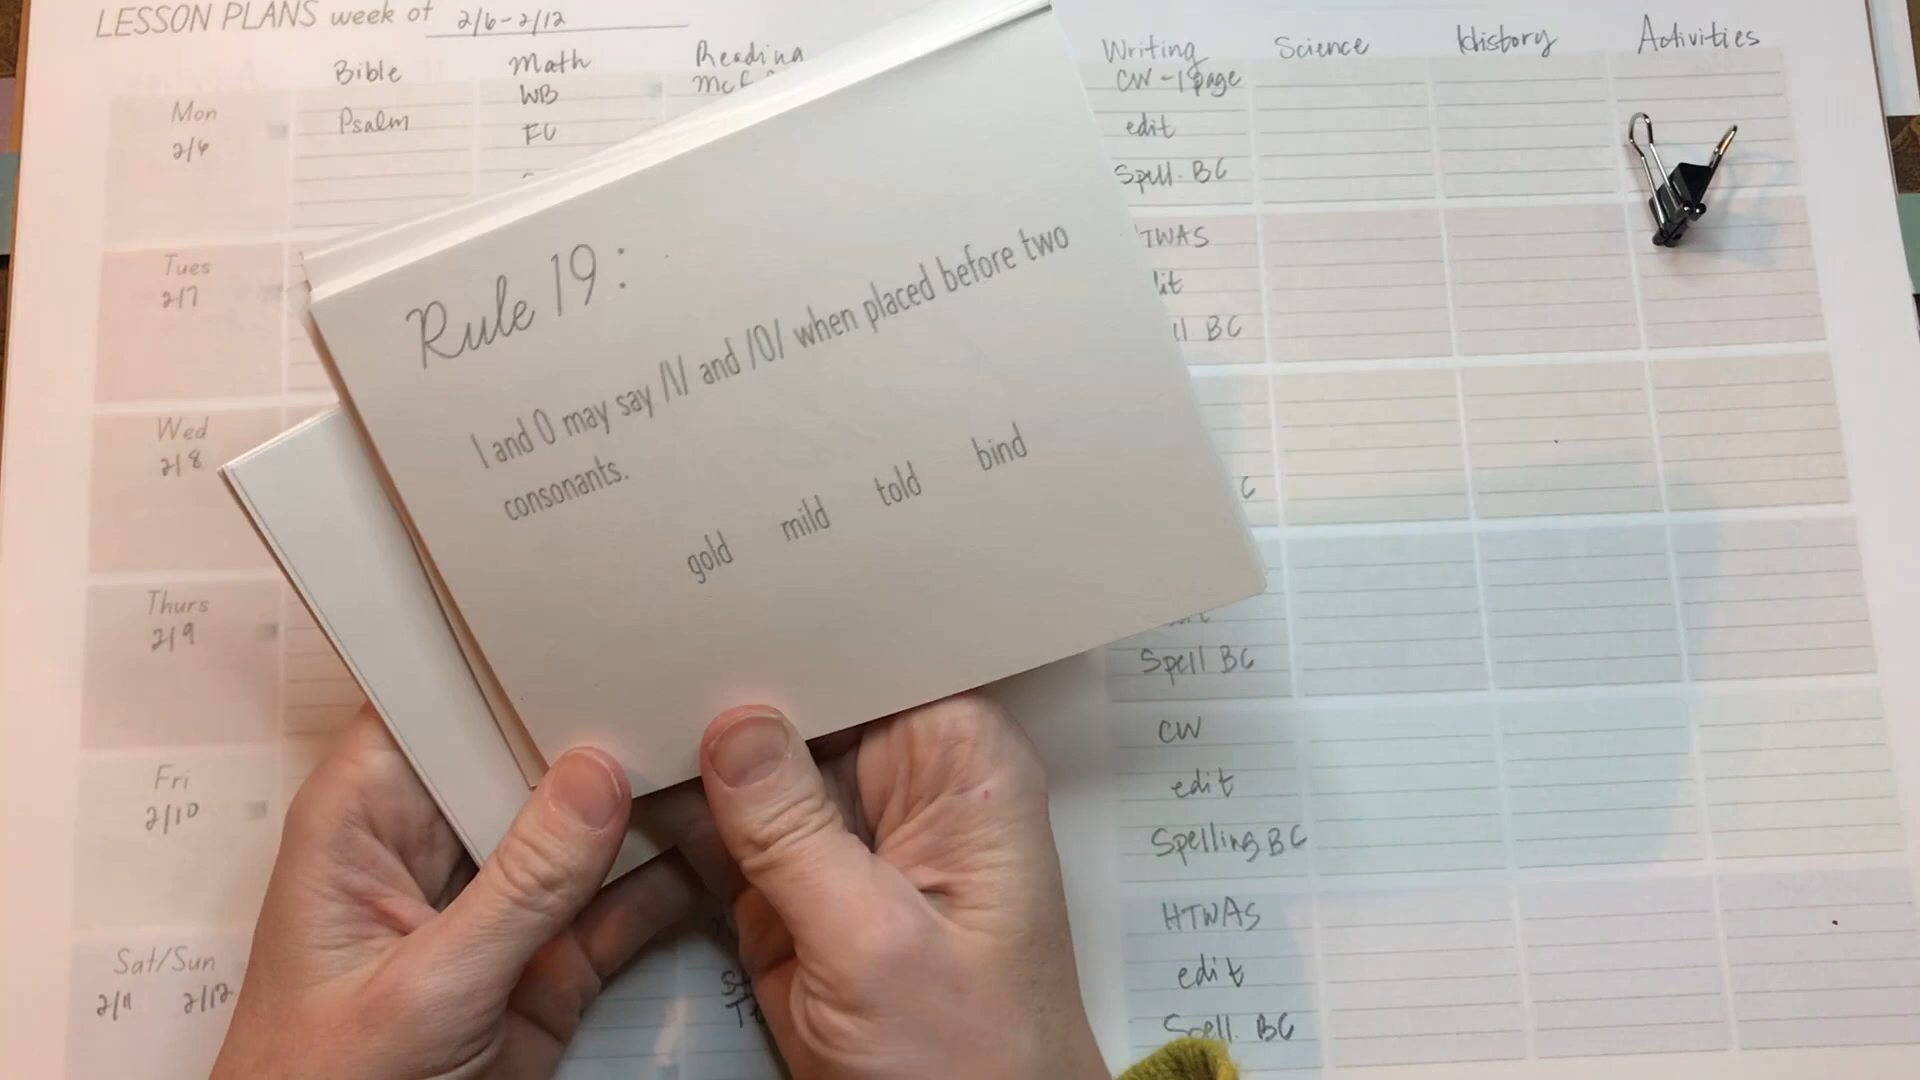 LESSON PLANS week of 2/6-2/12
Bible Math Reading Writing Science History Activities
Mon
2/6
Psalm
WB
FC
CW - 1 page
edit
Spell. BC
Rule 19:
I and O may say /I/ and /O/ when placed before two
consonants.
gold mild told bind
Tues
2/7
BC
Wed
2/8
Thurs
2/9
Spell BC
Fri
2/10
CW
edit
Spelling BC
Sat/Sun
2/11 2/12
HTWAS
edit
Spell. BC